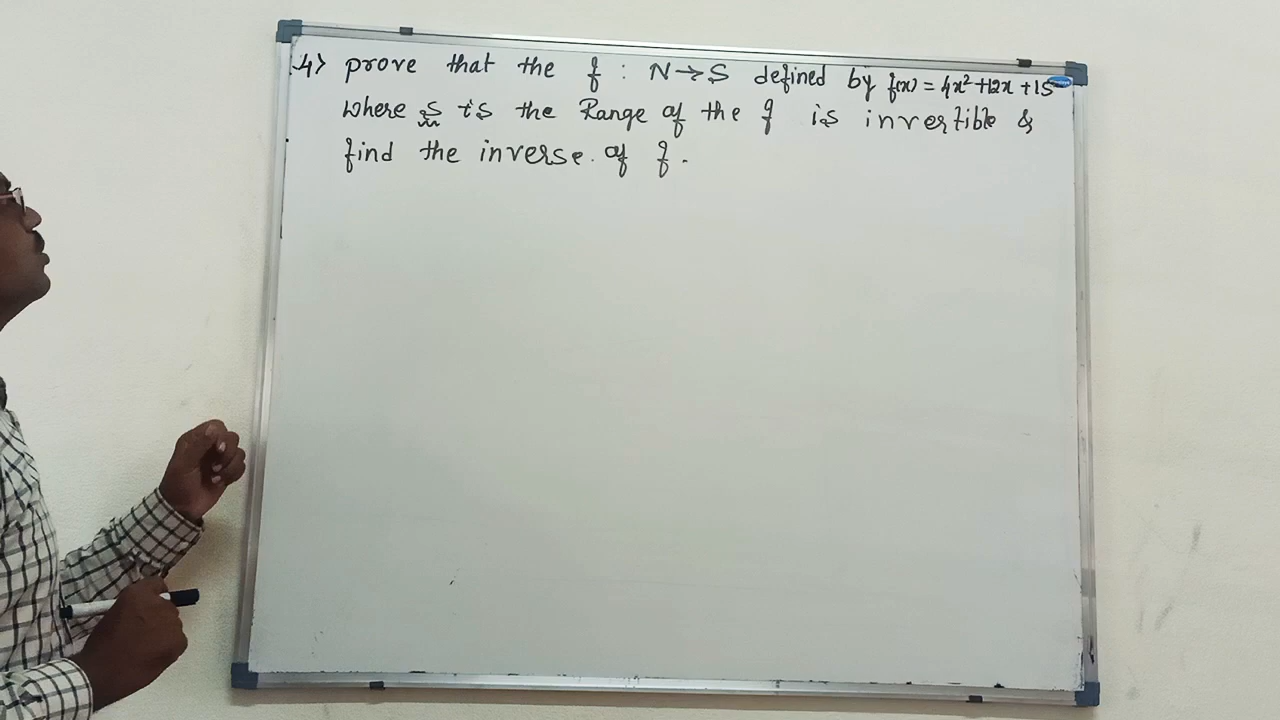 4) prove that the f : N→S defined by f(x) = 4x² +12x +15
where S is the Range of the f is invertible &
find the inverse. of f.